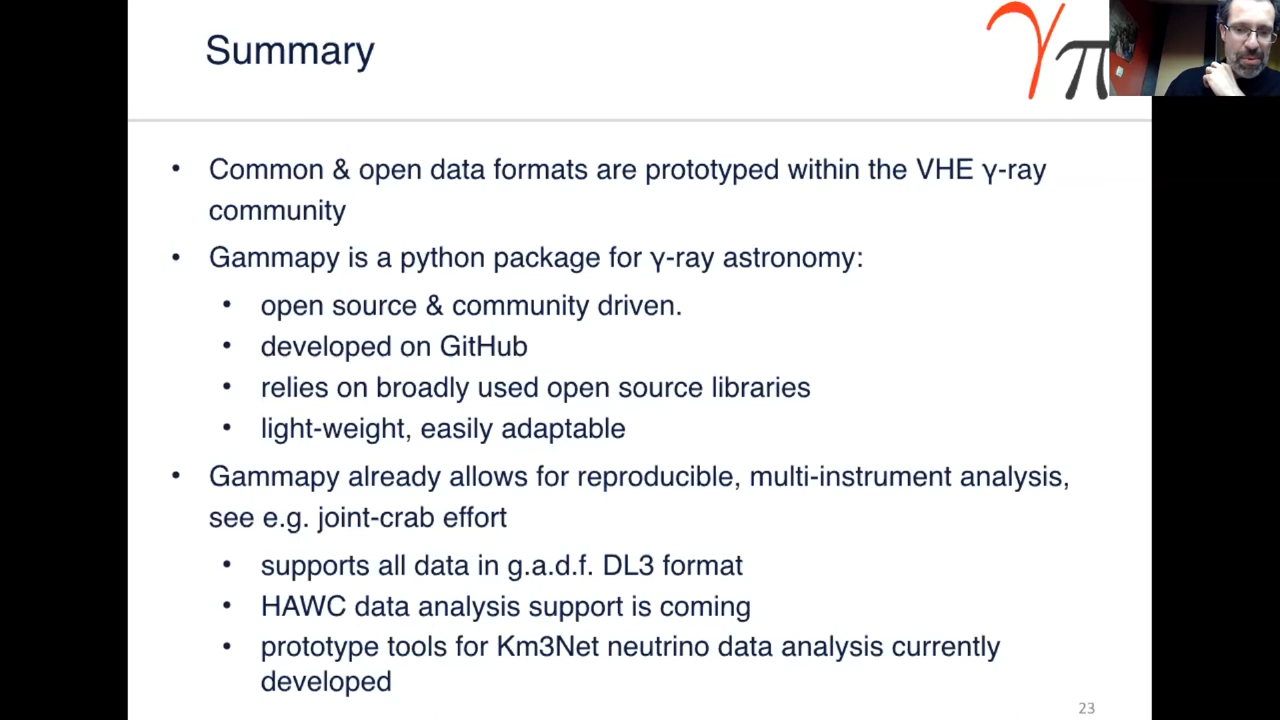 Summary
γπ
• Common & open data formats are prototyped within the VHE γ-ray
community
• Gammapy is a python package for γ-ray astronomy:
• open source & community driven.
• developed on GitHub
• relies on broadly used open source libraries
• light-weight, easily adaptable
• Gammapy already allows for reproducible, multi-instrument analysis,
see e.g. joint-crab effort
• supports all data in g.a.d.f. DL3 format
• HAWC data analysis support is coming
• prototype tools for Km3Net neutrino data analysis currently
developed
23